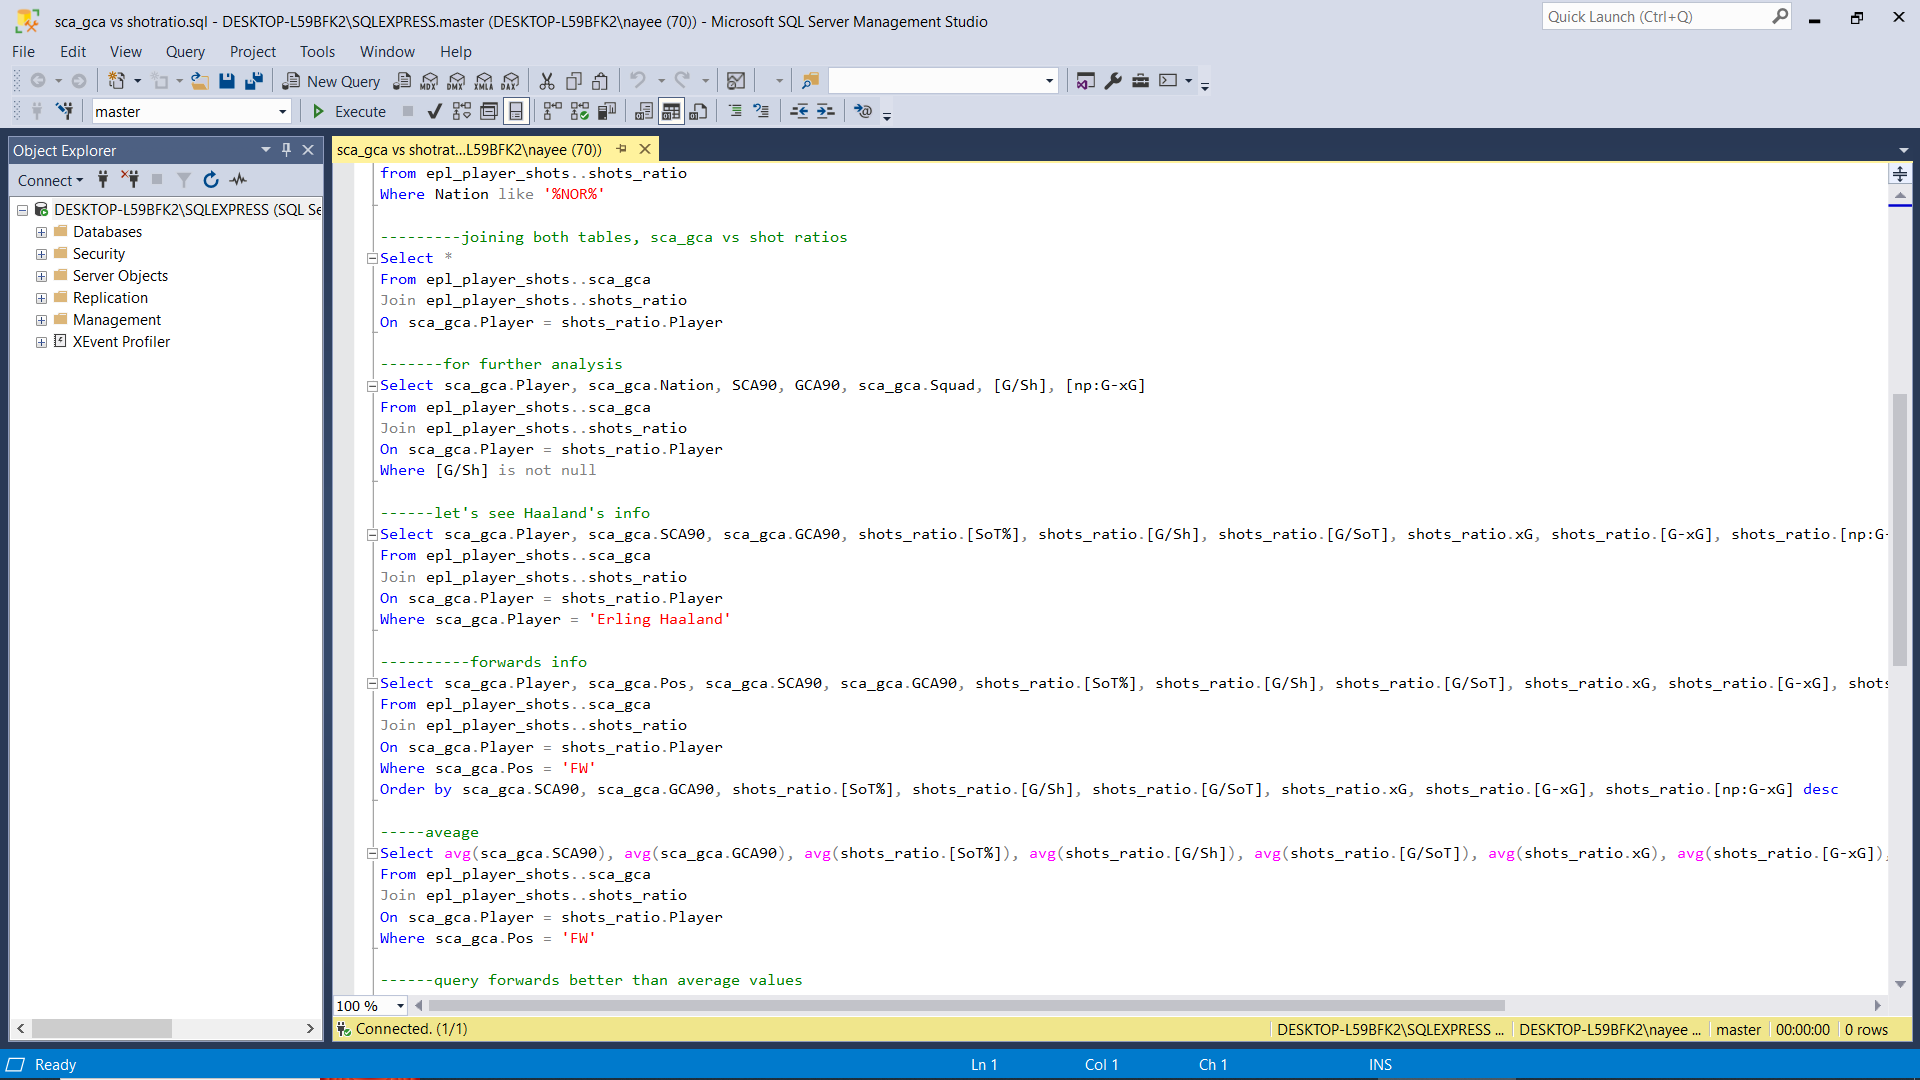 sca_gca vs shotratio.sql - DESKTOP-L59BFK2\SQLEXPRESS.master (DESKTOP-L59BFK2\nayee (70)) - Microsoft SQL Server Management Studio
Quick Launch (Ctrl+Q)
File Edit View Query Project Tools Window Help
New Query MDX DMX XMLA DAX
master Execute
Object Explorer
Connect
DESKTOP-L59BFK2\SQLEXPRESS (SQL Se
Databases
Security
Server Objects
Replication
Management
XEvent Profiler
sca_gca vs shotrat...L59BFK2\nayee (70))
from epl_player_shots..shots_ratio
Where Nation like '%NOR%'
---------joining both tables, sca_gca vs shot ratios
Select *
From epl_player_shots..sca_gca
Join epl_player_shots..shots_ratio
On sca_gca.Player = shots_ratio.Player
-------for further analysis
Select sca_gca.Player, sca_gca.Nation, SCA90, GCA90, sca_gca.Squad, [G/Sh], [np:G-xG]
From epl_player_shots..sca_gca
Join epl_player_shots..shots_ratio
On sca_gca.Player = shots_ratio.Player
Where [G/Sh] is not null
------let's see Haaland's info
Select sca_gca.Player, sca_gca.SCA90, sca_gca.GCA90, shots_ratio.[SoT%], shots_ratio.[G/Sh], shots_ratio.[G/SoT], shots_ratio.xG, shots_ratio.[G-xG], shots_ratio.[np:G-
From epl_player_shots..sca_gca
Join epl_player_shots..shots_ratio
On sca_gca.Player = shots_ratio.Player
Where sca_gca.Player = 'Erling Haaland'
----------forwards info
Select sca_gca.Player, sca_gca.Pos, sca_gca.SCA90, sca_gca.GCA90, shots_ratio.[SoT%], shots_ratio.[G/Sh], shots_ratio.[G/SoT], shots_ratio.xG, shots_ratio.[G-xG], shots
From epl_player_shots..sca_gca
Join epl_player_shots..shots_ratio
On sca_gca.Player = shots_ratio.Player
Where sca_gca.Pos = 'FW'
Order by sca_gca.SCA90, sca_gca.GCA90, shots_ratio.[SoT%], shots_ratio.[G/Sh], shots_ratio.[G/SoT], shots_ratio.xG, shots_ratio.[G-xG], shots_ratio.[np:G-xG] desc
-----aveage
Select avg(sca_gca.SCA90), avg(sca_gca.GCA90), avg(shots_ratio.[SoT%]), avg(shots_ratio.[G/Sh]), avg(shots_ratio.[G/SoT]), avg(shots_ratio.xG), avg(shots_ratio.[G-xG]),
From epl_player_shots..sca_gca
Join epl_player_shots..shots_ratio
On sca_gca.Player = shots_ratio.Player
Where sca_gca.Pos = 'FW'
------query forwards better than average values
100 %
Connected. (1/1) DESKTOP-L59BFK2\SQLEXPRESS ... DESKTOP-L59BFK2\nayee ... master 00:00:00 0 rows
Ready Ln 1 Col 1 Ch 1 INS